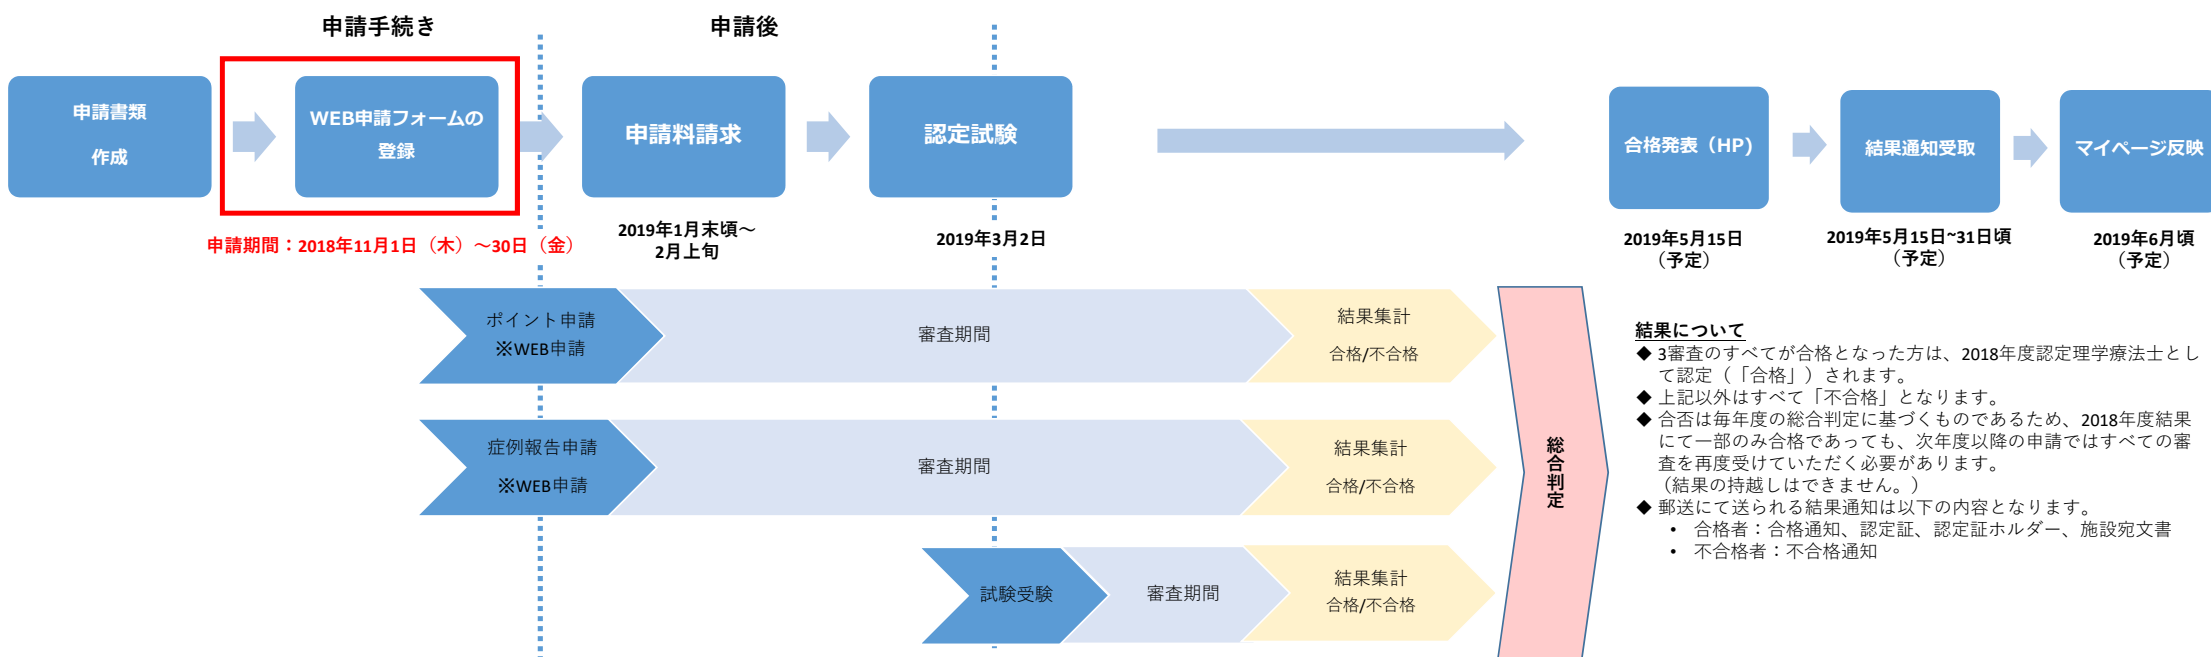 申請手続き
申請後
申請書類
作成
WEB申請フォームの
登録
申請料請求
認定試験
合格発表（HP)
結果通知受取
マイページ反映
申請期間：2018年11月1日（木）～30日（金）
2019年1月末頃～
2月上旬
2019年3月2日
2019年5月15日
（予定）
2019年5月15日~31日頃
（予定）
2019年6月頃
（予定）
ポイント申請
※WEB申請
審査期間
結果集計
合格/不合格
症例報告申請
※WEB申請
審査期間
結果集計
合格/不合格
試験受験
審査期間
結果集計
合格/不合格
総合判定
結果について
◆ 3審査のすべてが合格となった方は、2018年度認定理学療法士とし
て認定（「合格」）されます。
◆ 上記以外はすべて「不合格」となります。
◆ 合否は毎年度の総合判定に基づくものであるため、2018年度結果
にて一部のみ合格であっても、次年度以降の申請ではすべての審
査を再度受けていただく必要があります。
（結果の持越しはできません。）
◆ 郵送にて送られる結果通知は以下の内容となります。
• 合格者：合格通知、認定証、認定証ホルダー、施設宛文書
• 不合格者：不合格通知